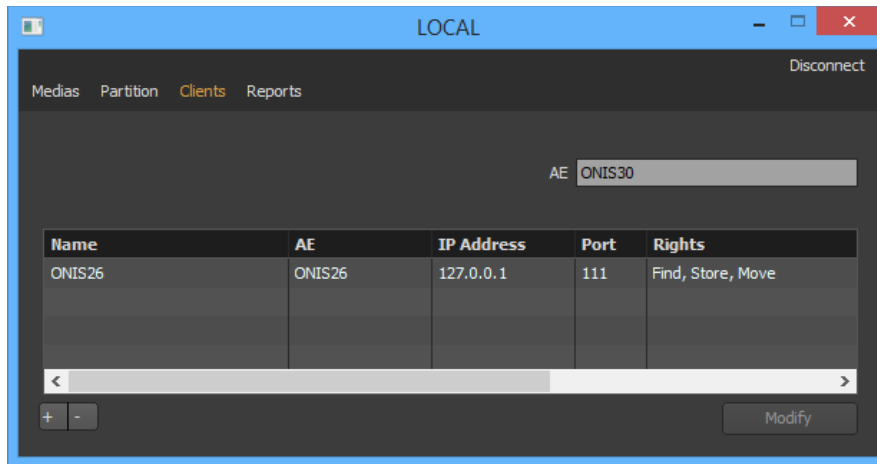 LOCAL
Disconnect
Medias Partition Clients Reports
AE ONIS30
Name AE IP Address Port Rights
ONIS26 ONIS26 127.0.0.1 111 Find, Store, Move
+ - Modify